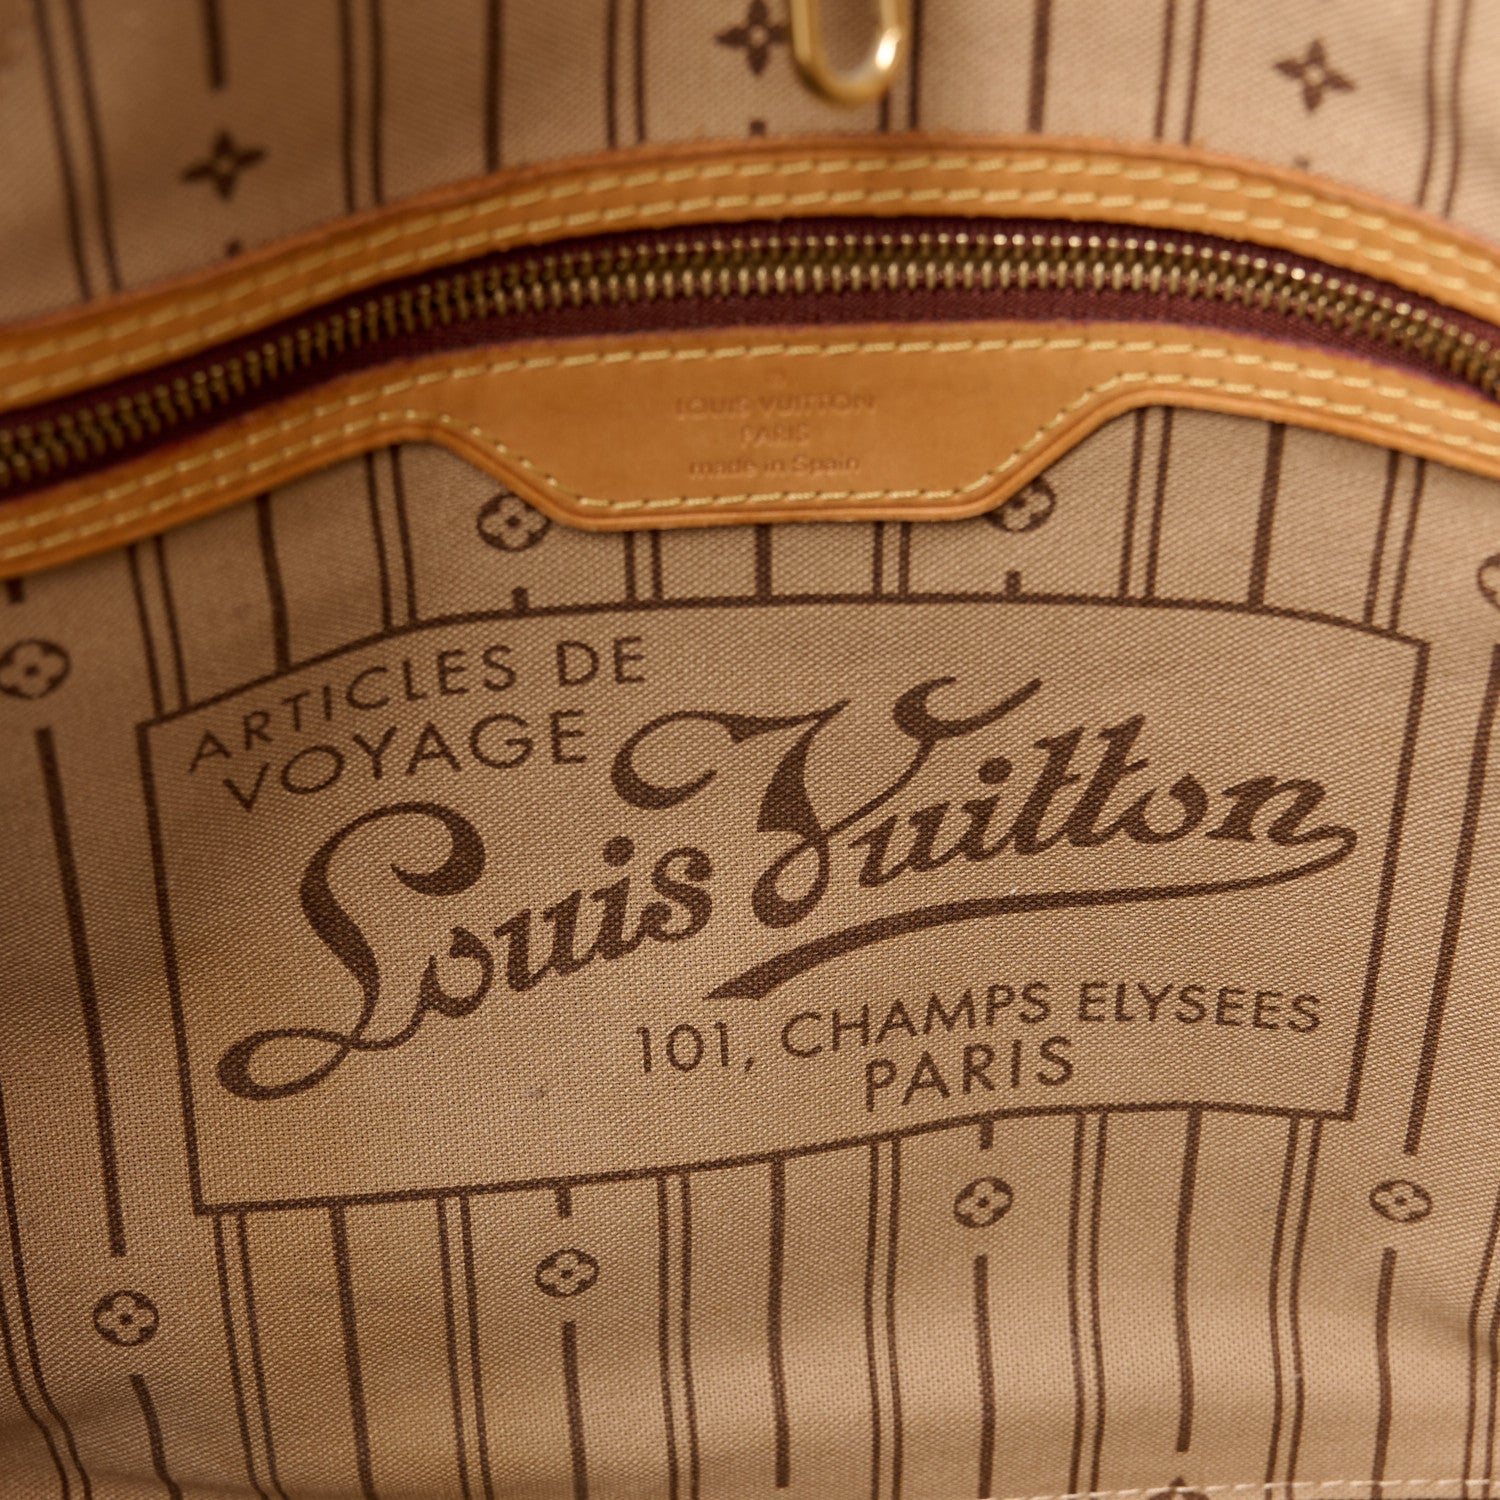 LOUIS VUITTON
PARIS
made in Spain
ARTICLES DE
VOYAGE
Louis Vuitton
101, CHAMPS ELYSEES
PARIS